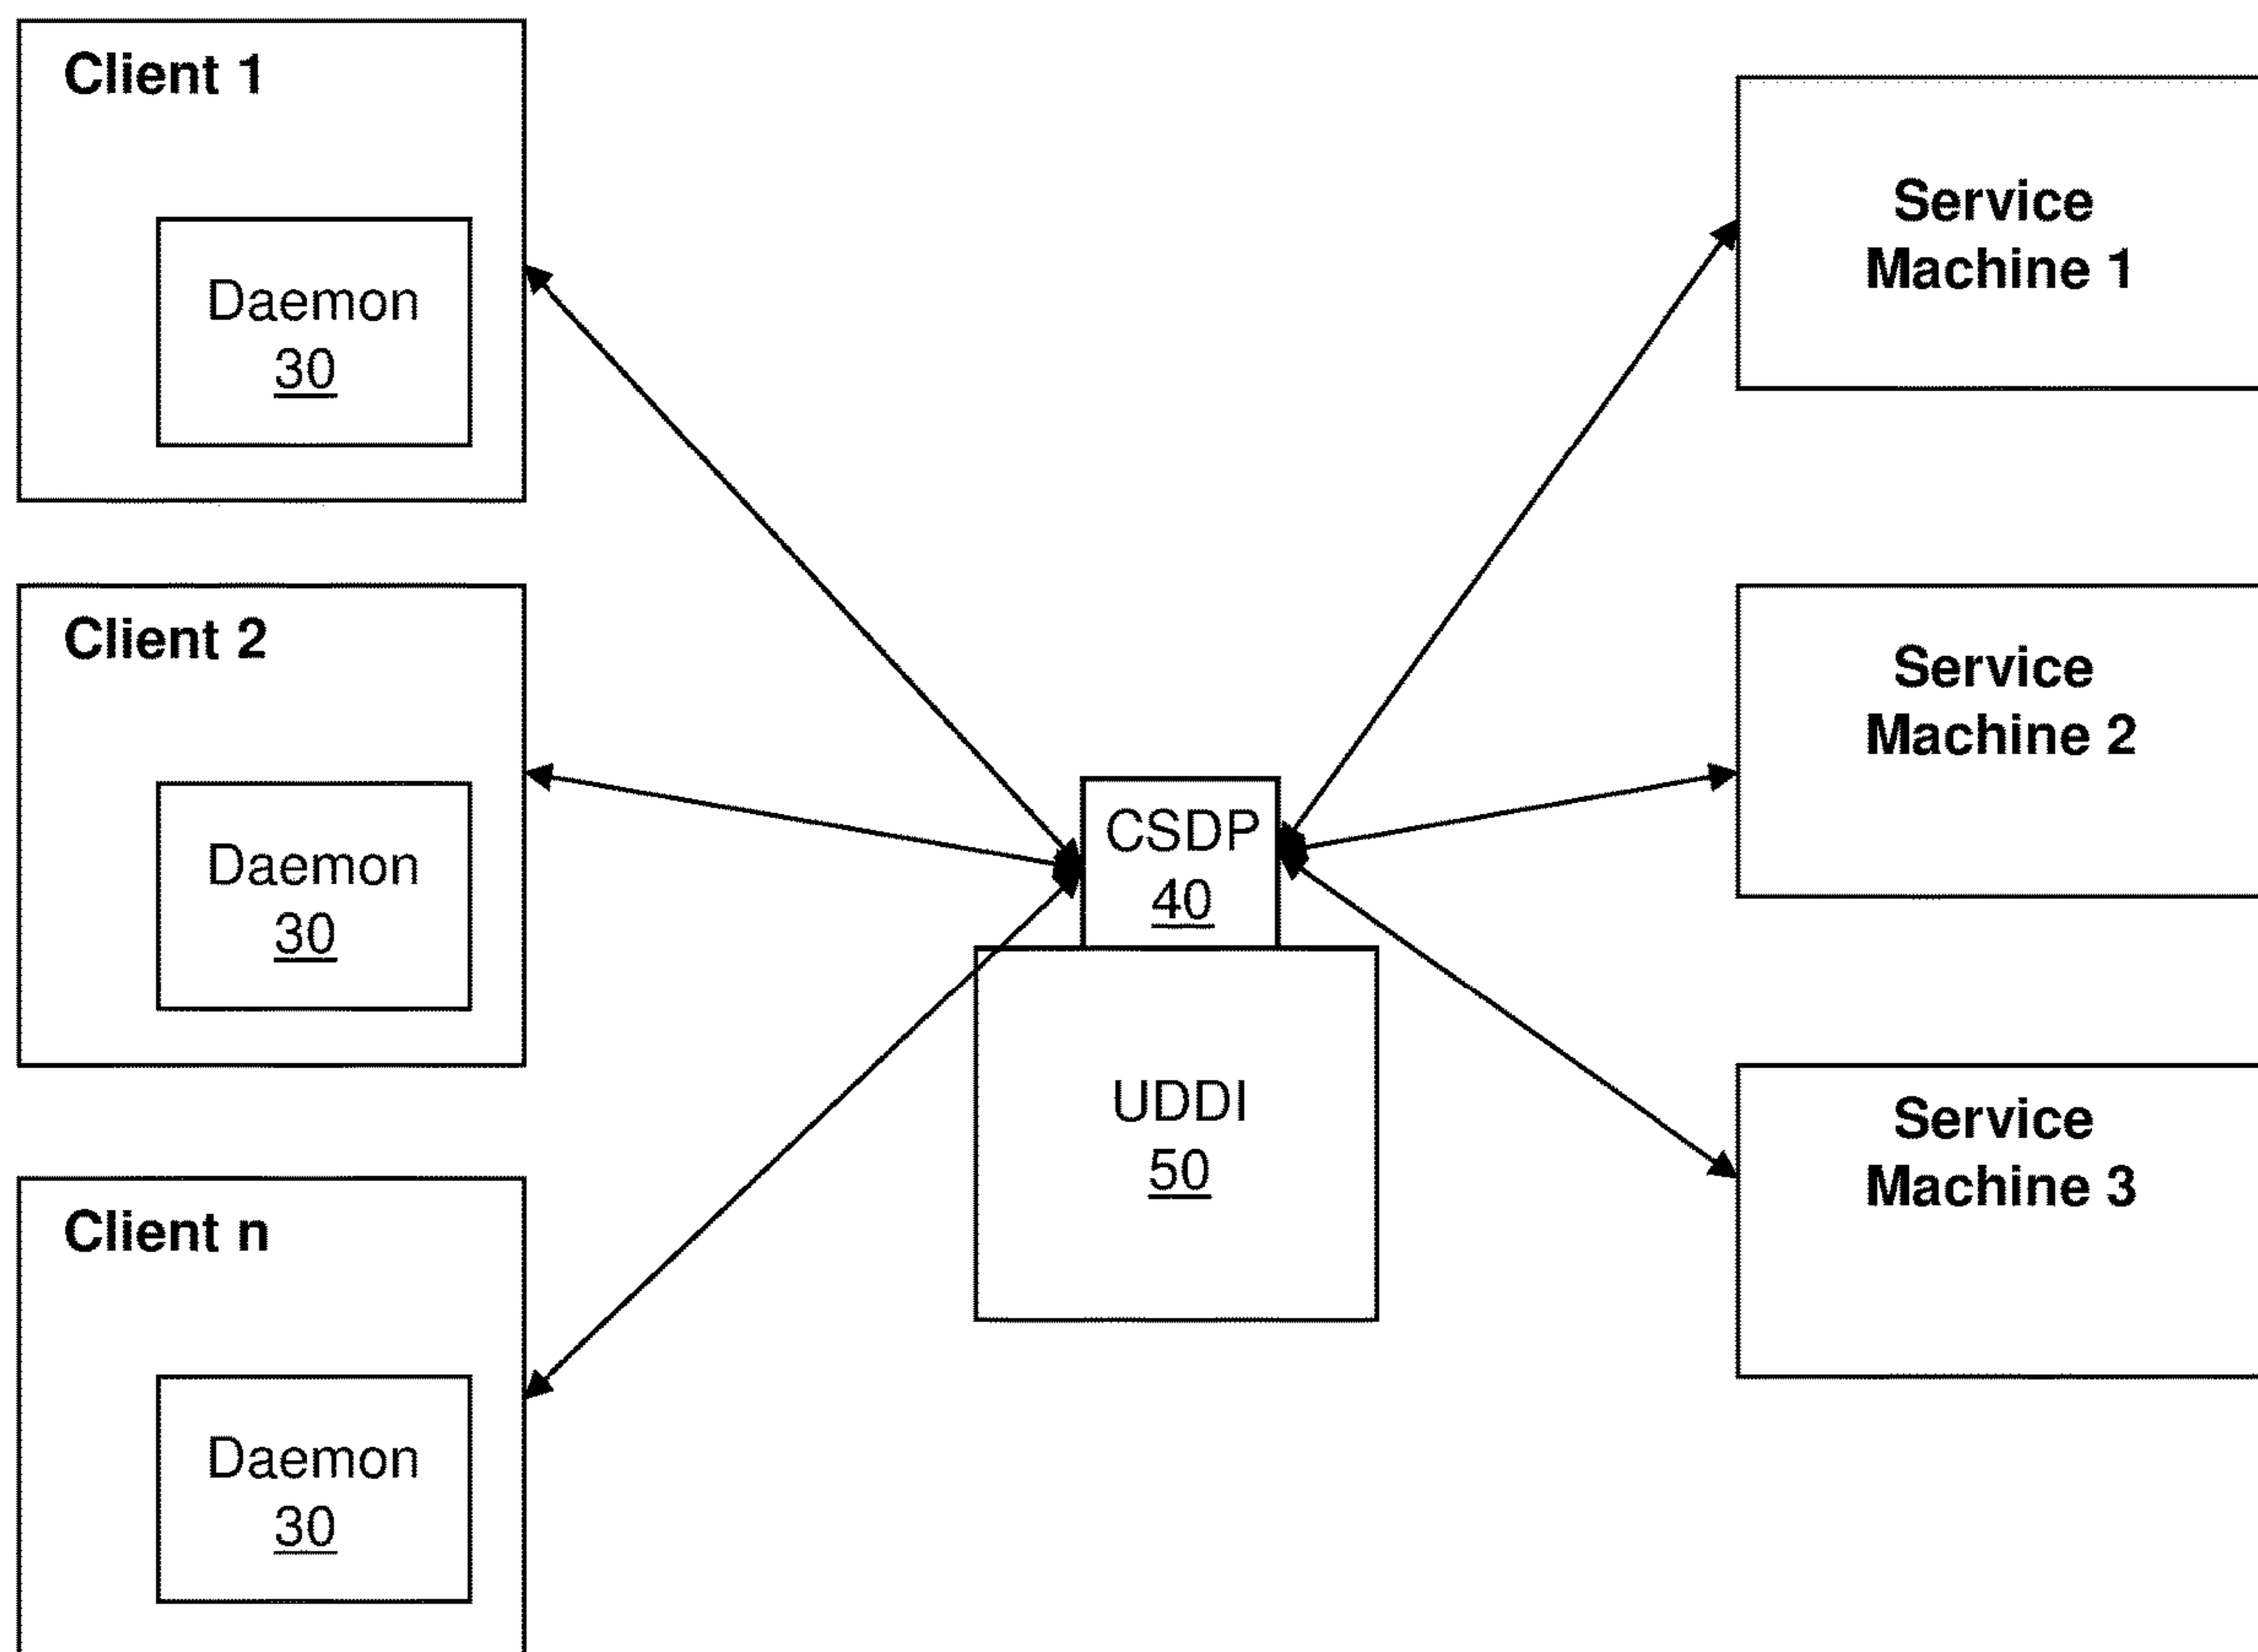 Client 1
Daemon
30
Client 2
Daemon
30
Client n
Daemon
30
CSDP
40
UDDI
50
Service
Machine 1
Service
Machine 2
Service
Machine 3